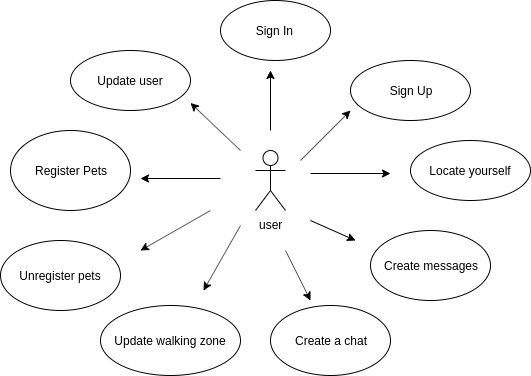 Sign In
Update user
Sign Up
Register Pets
Locate yourself
user
Unregister pets
Create messages
Update walking zone
Create a chat